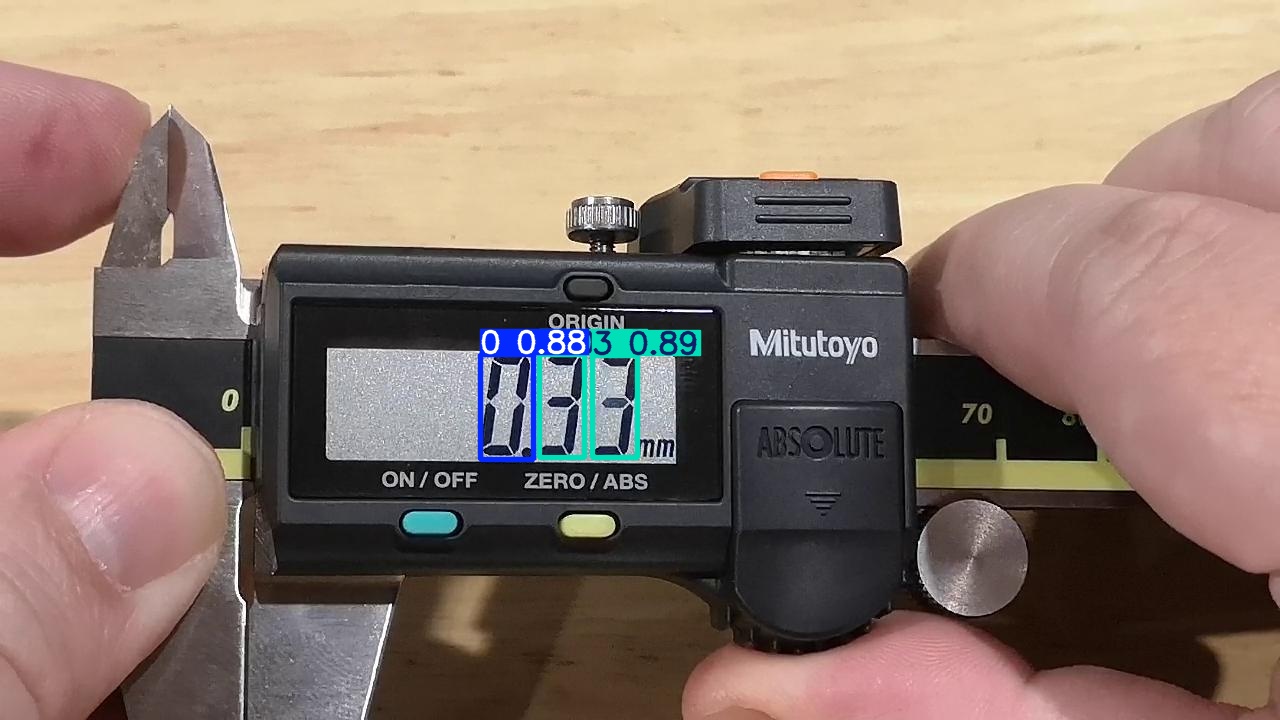 ORIGIN
0 0.88 3 0.89
Mitutoyo
0.33 mm
0
70
ABSOLUTE
ON / OFF
ZERO / ABS